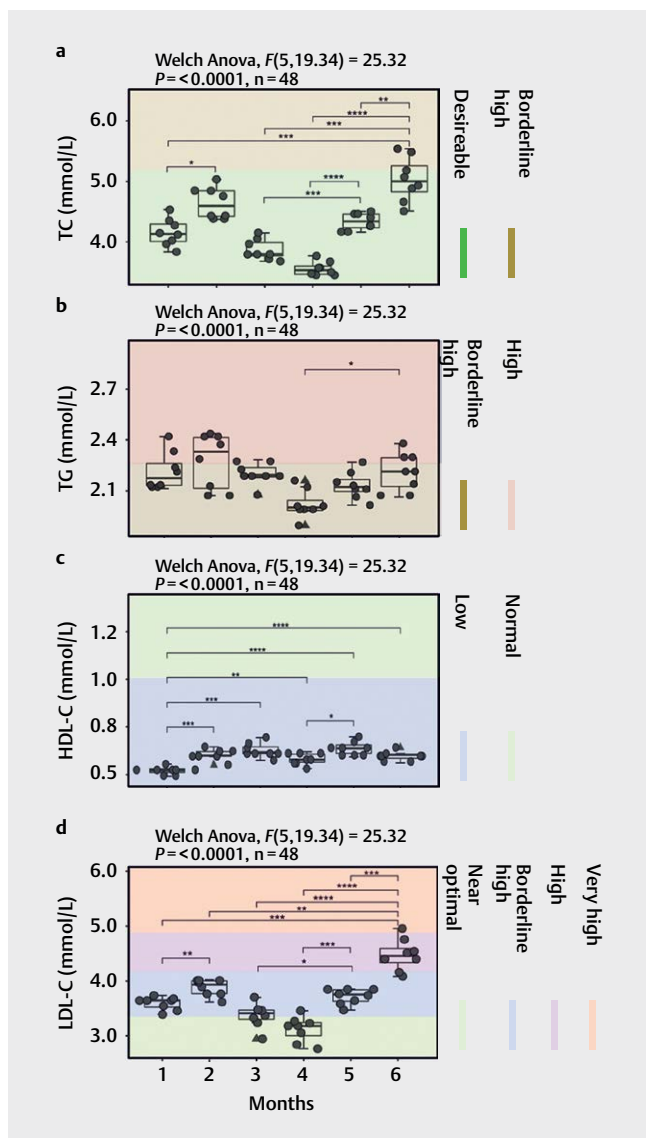 a
Welch Anova, F(5,19.34) = 25.32
P = < 0.0001, n = 48
TC (mmol/L)
6.0
5.0
4.0
**
****
***
***
*
****
***
Desireable
Borderline
high
b
Welch Anova, F(5,19.34) = 25.32
P = < 0.0001, n = 48
TG (mmol/L)
2.7
2.4
2.1
*
Borderline
high
High
c
Welch Anova, F(5,19.34) = 25.32
P = < 0.0001, n = 48
HDL-C (mmol/L)
1.2
1.0
0.8
0.5
****
****
**
***
***
*
Low
Normal
d
Welch Anova, F(5,19.34) = 25.32
P = < 0.0001, n = 48
LDL-C (mmol/L)
6.0
5.0
4.0
3.0
***
****
****
**
***
**
***
*
Near
optimal
Borderline
high
High
Very high
1 2 3 4 5 6
Months